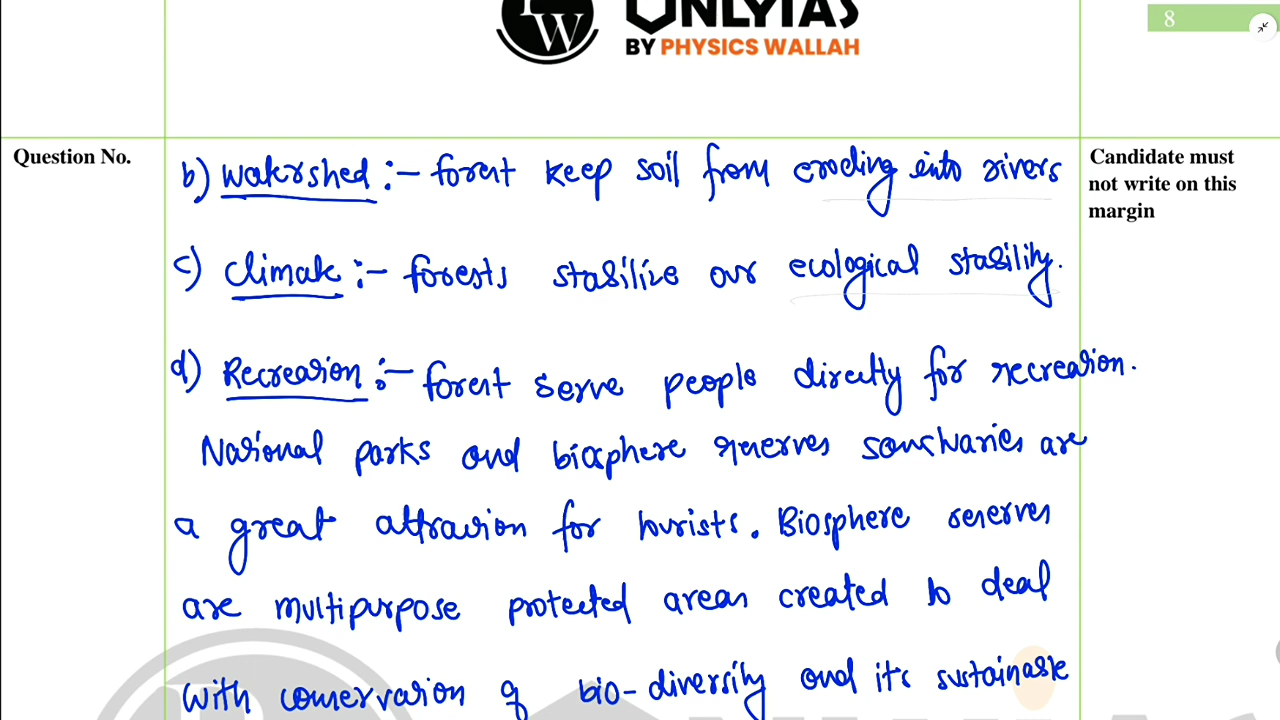 ONLYIAS
BY PHYSICS WALLAH
8
Question No.
Candidate must
not write on this
margin
b) Watershed :- forest keep soil from eroding into rivers
c) Climate :- forests stabilize our ecological stability.
d) Recreation :- forest serve people directly for recreation.
National parks and biosphere reserves sanctuaries are
a great attraction for tourists. Biosphere reserves
are multipurpose protected areas created to deal
with conservation of bio-diversity and its sustainable